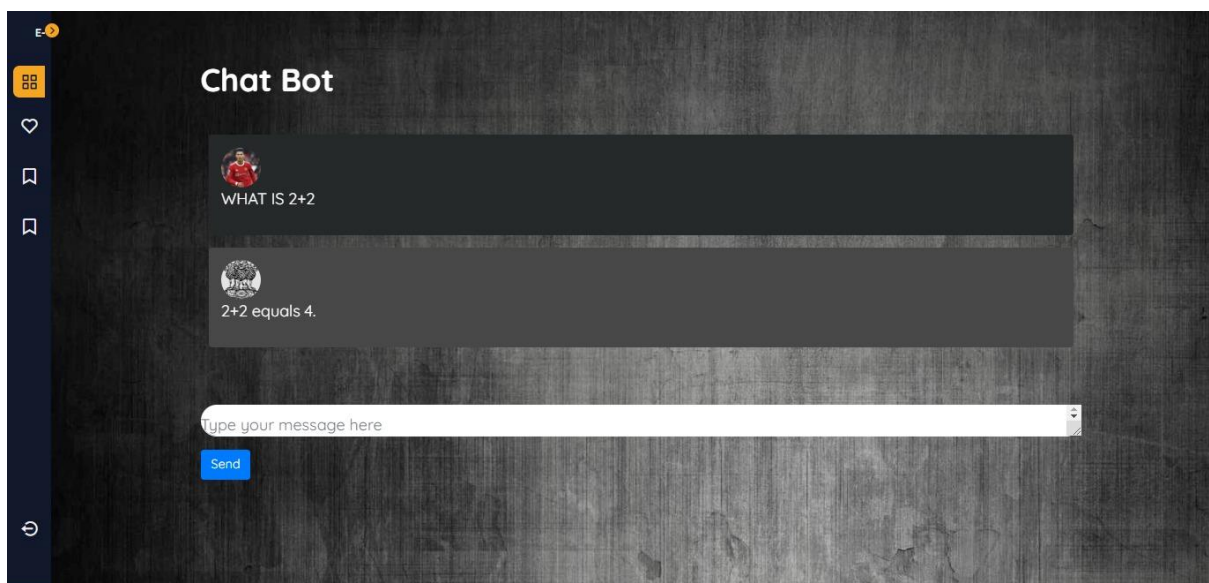 E-
Chat Bot
WHAT IS 2+2
2+2 equals 4.
Type your message here
Send